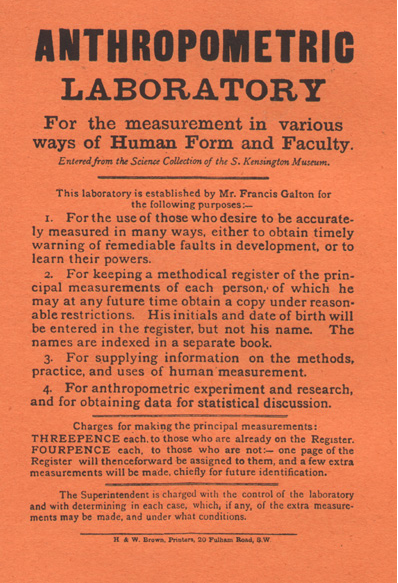 ANTHROPOMETRIC
LABORATORY
For the measurement in various
ways of Human Form and Faculty.
Entered from the Science Collection of the S. Kensington Museum.
This laboratory is established by Mr. Francis Galton for
the following purposes:—
1. For the use of those who desire to be accurate-
ly measured in many ways, either to obtain timely
warning of remediable faults in development, or to
learn their powers.
2. For keeping a methodical register of the prin-
cipal measurements of each person, of which he
may at any future time obtain a copy under reason-
able restrictions. His initials and date of birth will
be entered in the register, but not his name. The
names are indexed in a separate book.
3. For supplying information on the methods,
practice, and uses of human measurement.
4. For anthropometric experiment and research,
and for obtaining data for statistical discussion.
Charges for making the principal measurements:
THREEPENCE each, to those who are already on the Register.
FOURPENCE each, to those who are not:— one page of the
Register will thenceforward be assigned to them, and a few extra
measurements will be made, chiefly for future identification.
The Superintendent is charged with the control of the laboratory
and with determining in each case, which, if any, of the extra measure-
ments may be made, and under what conditions.
H. & W. Brown, Printers, 20 Fulham Road, S.W